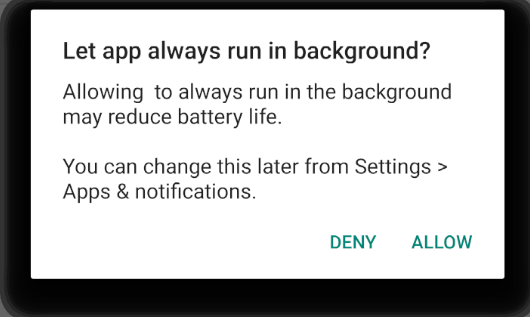 Let app always run in background?
Allowing  to always run in the background
may reduce battery life.
You can change this later from Settings >
Apps & notifications.
DENY ALLOW